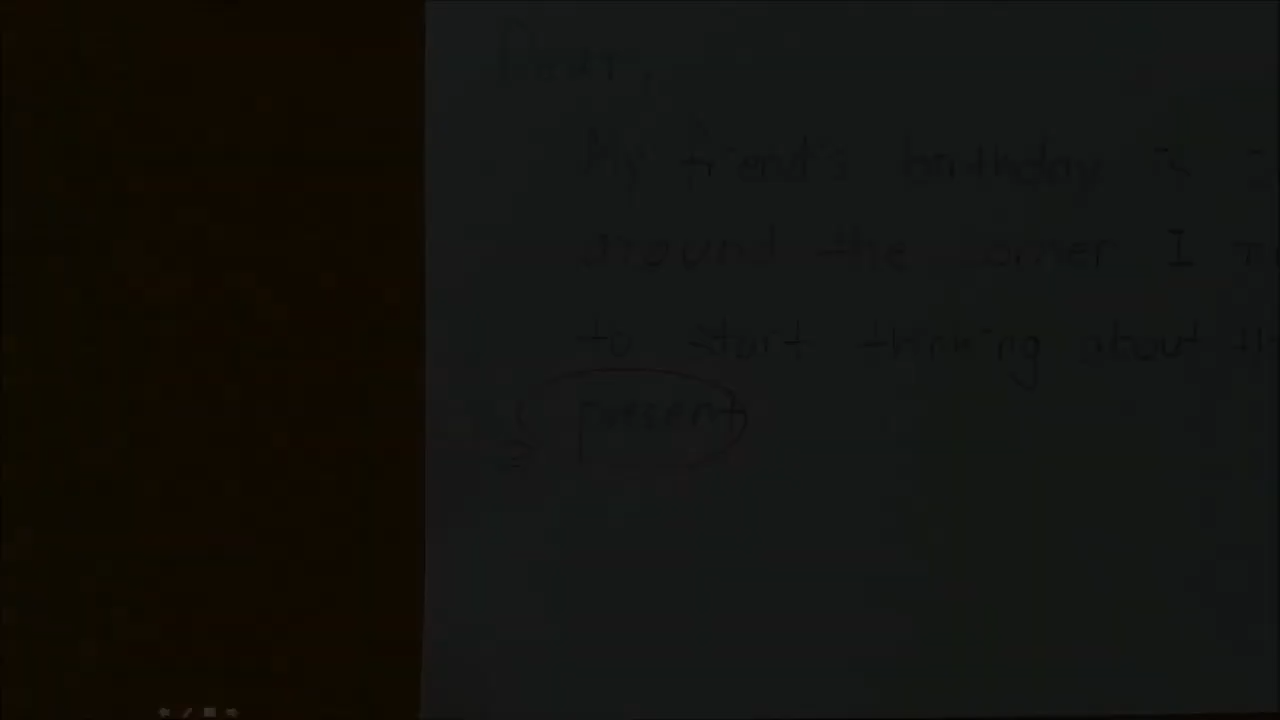 Dear,
My friend's birthday is
around the corner I
to start thinking about
present